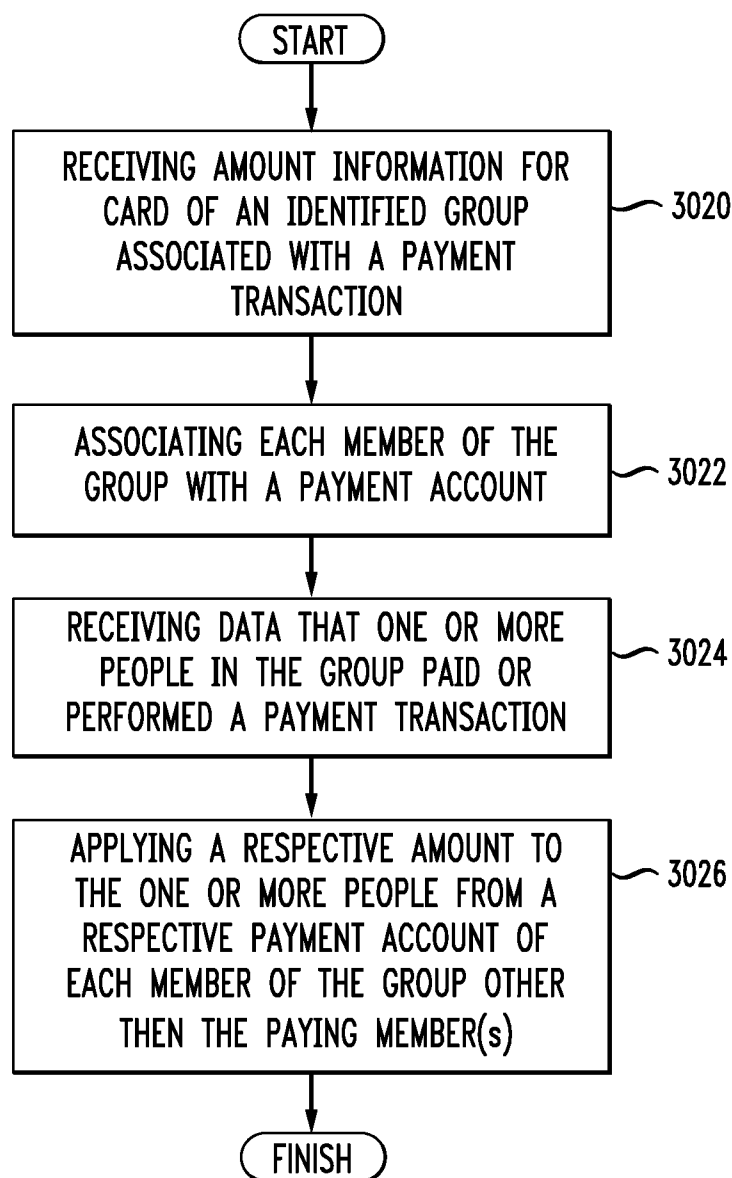 START
RECEIVING AMOUNT INFORMATION FOR
CARD OF AN IDENTIFIED GROUP
ASSOCIATED WITH A PAYMENT
TRANSACTION
3020
ASSOCIATING EACH MEMBER OF THE
GROUP WITH A PAYMENT ACCOUNT
3022
RECEIVING DATA THAT ONE OR MORE
PEOPLE IN THE GROUP PAID OR
PERFORMED A PAYMENT TRANSACTION
3024
APPLYING A RESPECTIVE AMOUNT TO
THE ONE OR MORE PEOPLE FROM A
RESPECTIVE PAYMENT ACCOUNT OF
EACH MEMBER OF THE GROUP OTHER
THEN THE PAYING MEMBER(s)
3026
FINISH